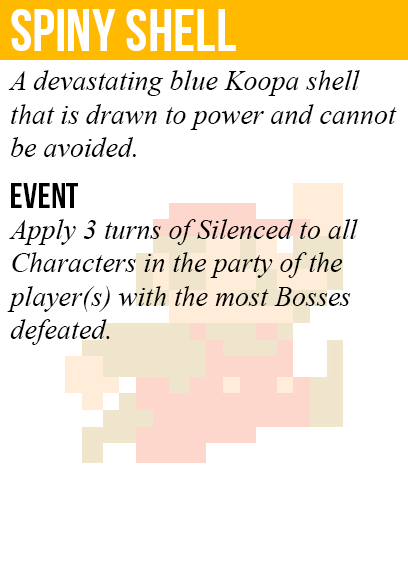 SPINY SHELL
A devastating blue Koopa shell
that is drawn to power and cannot
be avoided.
EVENT
Apply 3 turns of Silenced to all
Characters in the party of the
player(s) with the most Bosses
defeated.